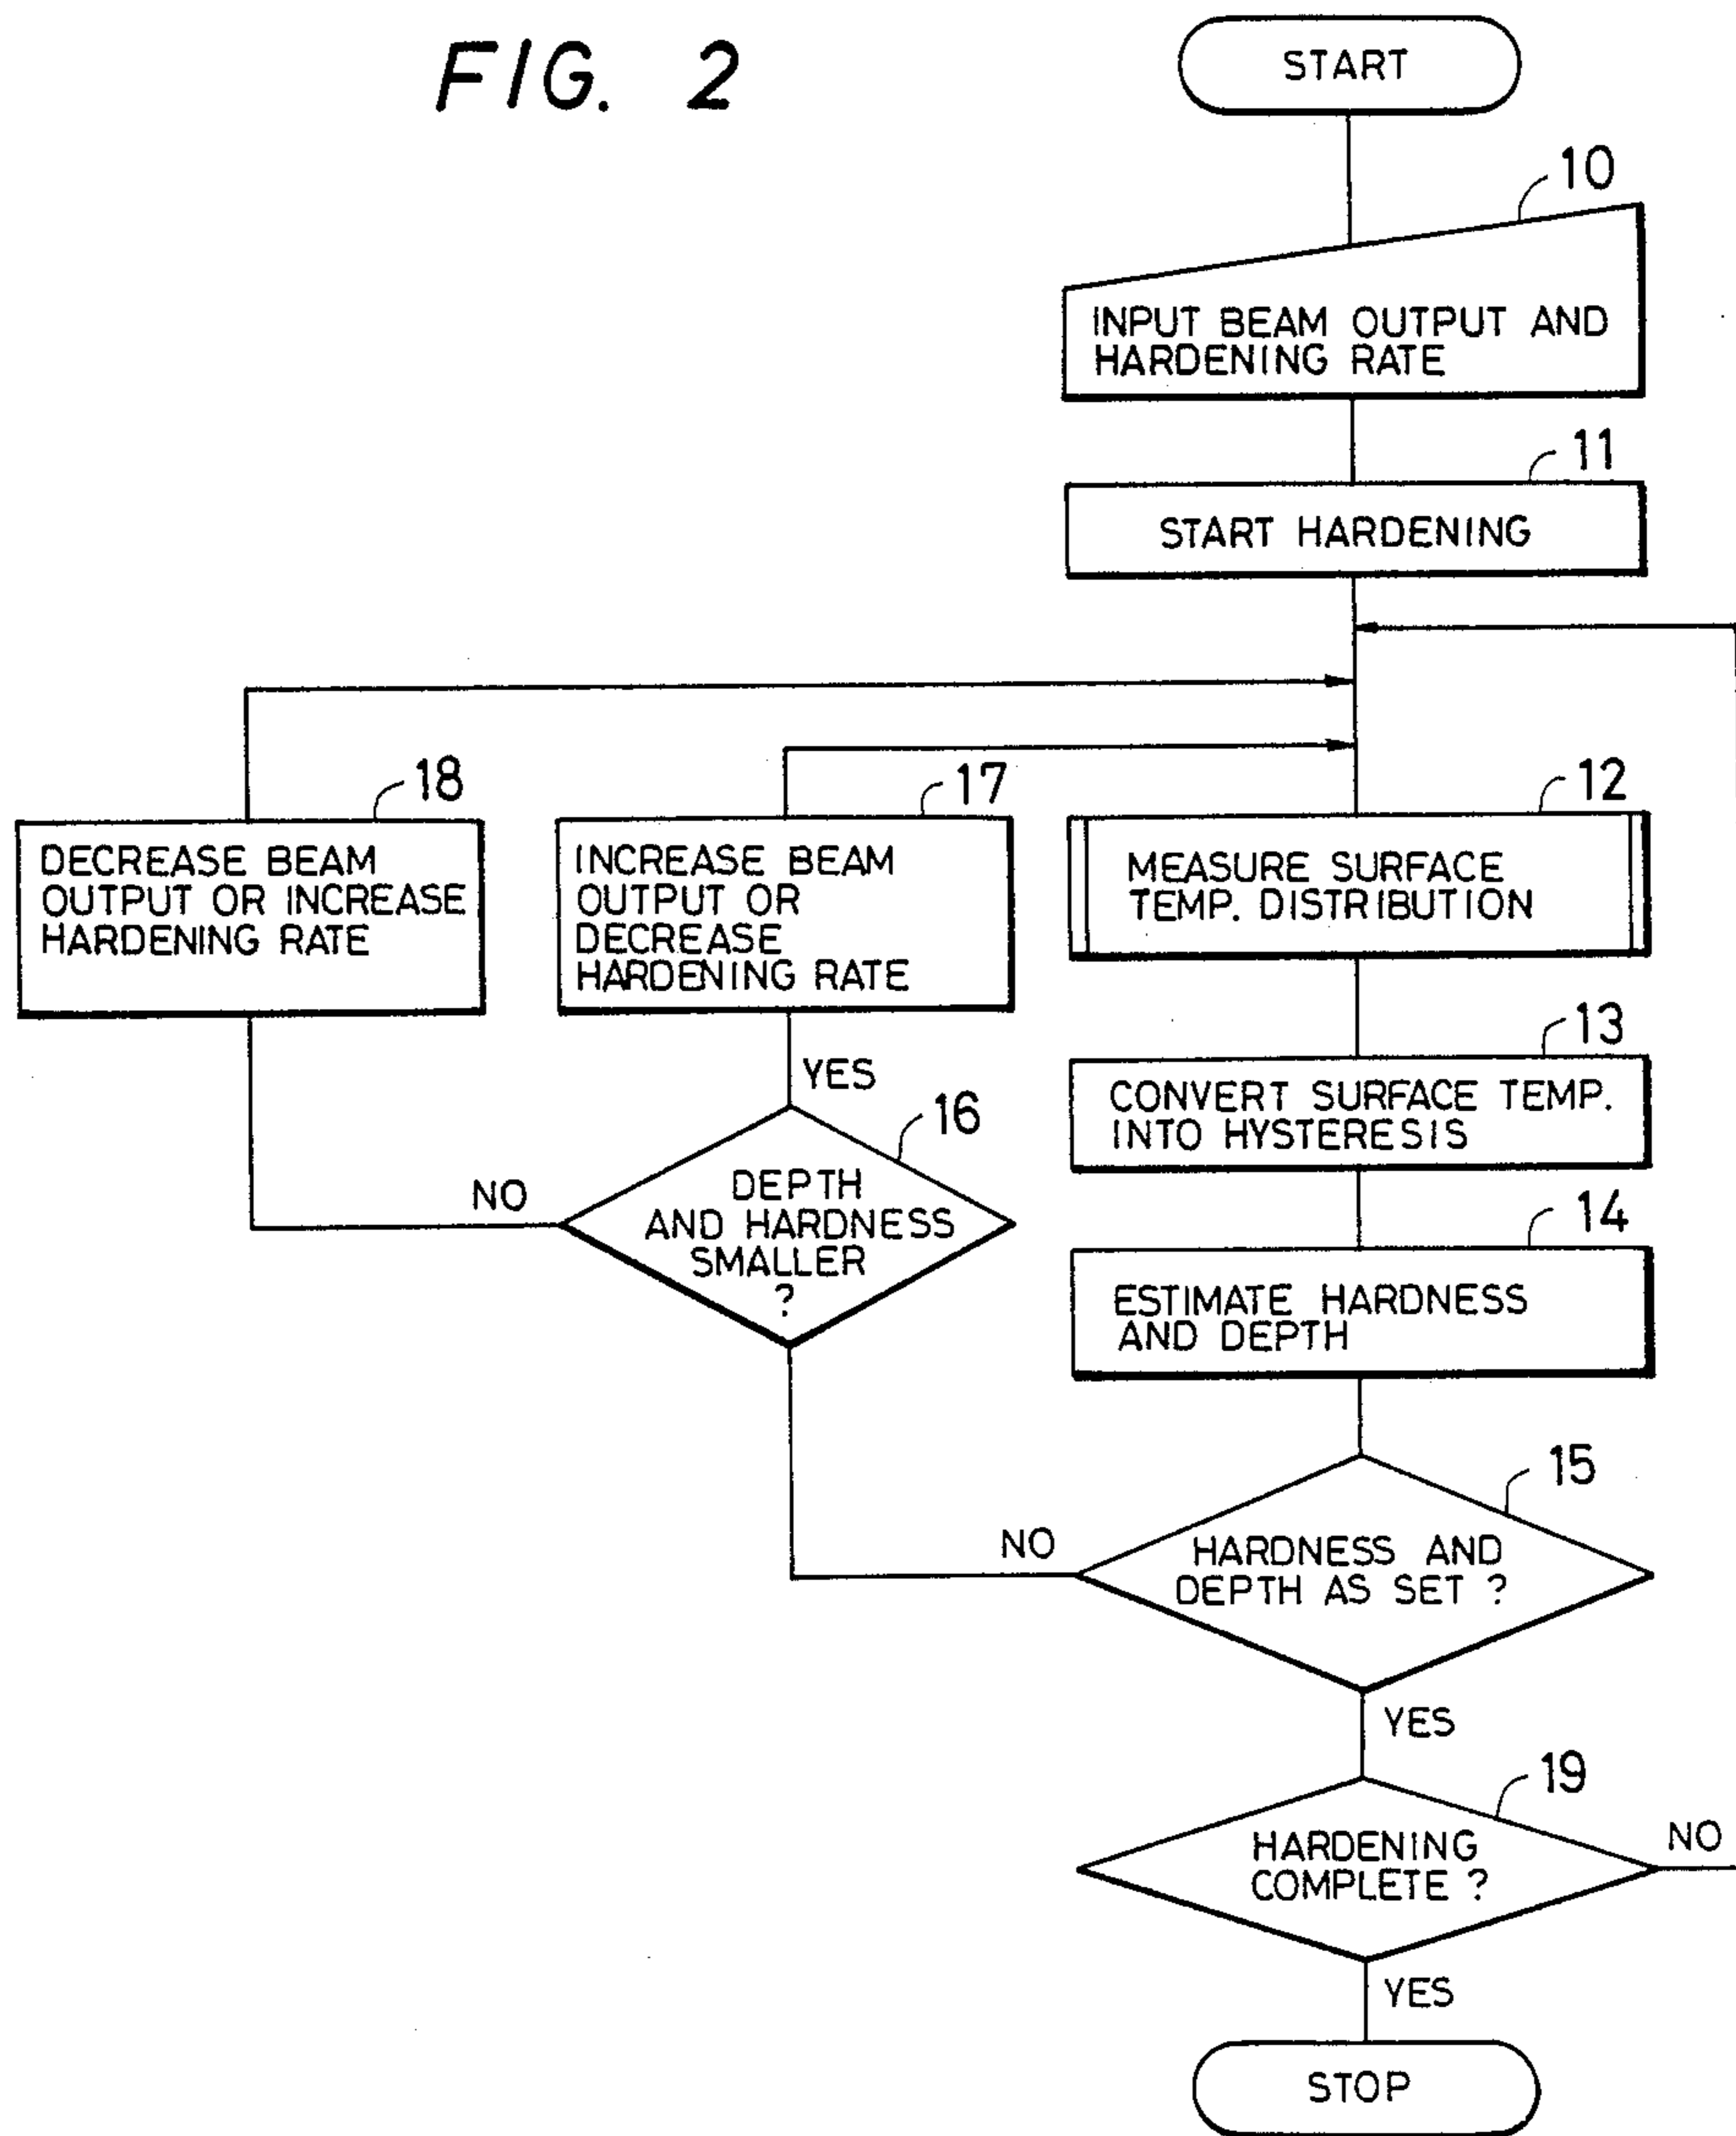 FIG. 2
START
10
INPUT BEAM OUTPUT AND
HARDENING RATE
11
START HARDENING
18
DECREASE BEAM
OUTPUT OR INCREASE
HARDENING RATE
17
INCREASE BEAM
OUTPUT OR
DECREASE
HARDENING RATE
12
MEASURE SURFACE
TEMP. DISTRIBUTION
13
CONVERT SURFACE TEMP.
INTO HYSTERESIS
YES
16
DEPTH
AND HARDNESS
SMALLER
?
NO
14
ESTIMATE HARDNESS
AND DEPTH
15
HARDNESS AND
DEPTH AS SET ?
NO
YES
19
HARDENING
COMPLETE ?
NO
YES
STOP